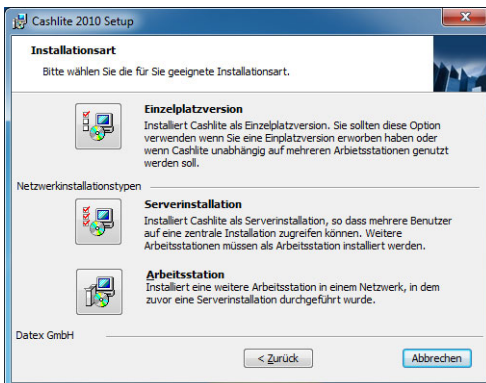 Cashlite 2010 Setup
Installationsart
Bitte wählen Sie die für Sie geeignete Installationsart.
Einzelplatzversion
Installiert Cashlite als Einzelplatzversion. Sie sollten diese Option
verwenden wenn Sie eine Einplatzversion erworben haben oder
wenn Cashlite unabhängig auf mehreren Arbeitsstationen genutzt
werden soll.
Netzwerkinstallationstypen
Serverinstallation
Installiert Cashlite als Serverinstallation, so dass mehrere Benutzer
auf eine zentrale Installation zugreifen können. Weitere
Arbeitsstationen müssen als Arbeitsstation installiert werden.
Arbeitsstation
Installiert eine weitere Arbeitsstation in einem Netzwerk, in dem
zuvor eine Serverinstallation durchgeführt wurde.
Datex GmbH
< Zurück
Abbrechen